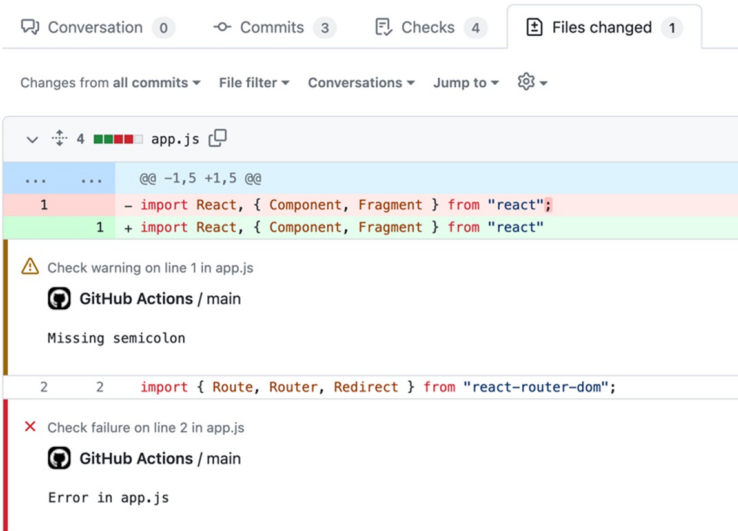 Conversation 0 Commits 3 Checks 4 Files changed 1
Changes from all commits File filter Conversations Jump to
4 app.js
... ... @@ -1,5 +1,5 @@
1 - import React, { Component, Fragment } from "react";
1 + import React, { Component, Fragment } from "react"
Check warning on line 1 in app.js
GitHub Actions / main
Missing semicolon
2 2 import { Route, Router, Redirect } from "react-router-dom";
Check failure on line 2 in app.js
GitHub Actions / main
Error in app.js